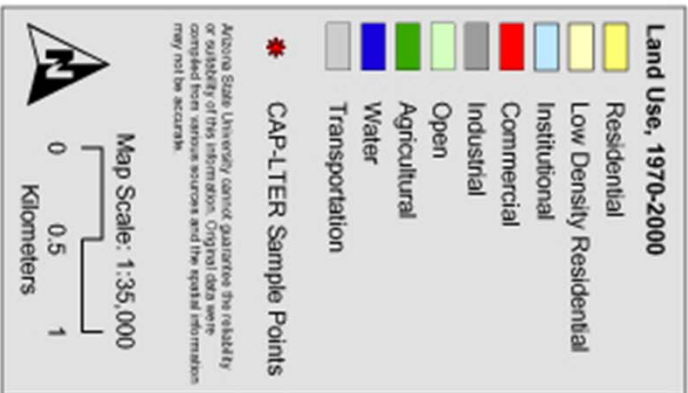 Land Use, 1970-2000
Residential
Low Density Residential
Institutional
Commercial
Industrial
Open
Agricultural
Water
Transportation
CAP-LTER Sample Points
Arizona State University cannot guarantee the reliability
or suitability of this information. Original data were
compiled from various sources and the spatial information
may not be accurate.
Map Scale: 1:35,000
0 0.5 1
Kilometers
N